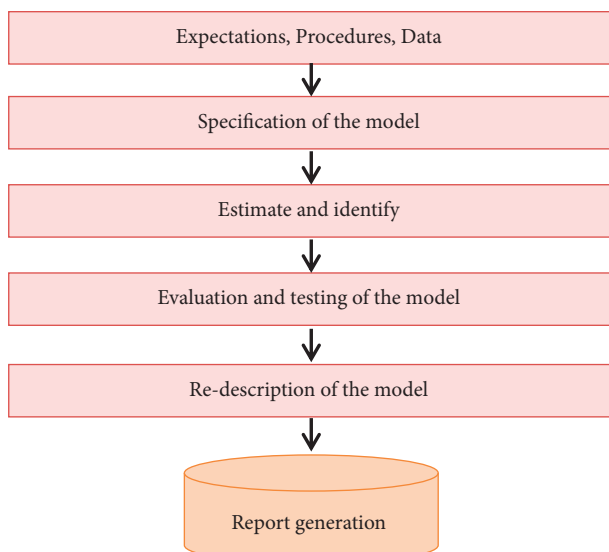 Expectations, Procedures, Data
Specification of the model
Estimate and identify
Evaluation and testing of the model
Re-description of the model
Report generation